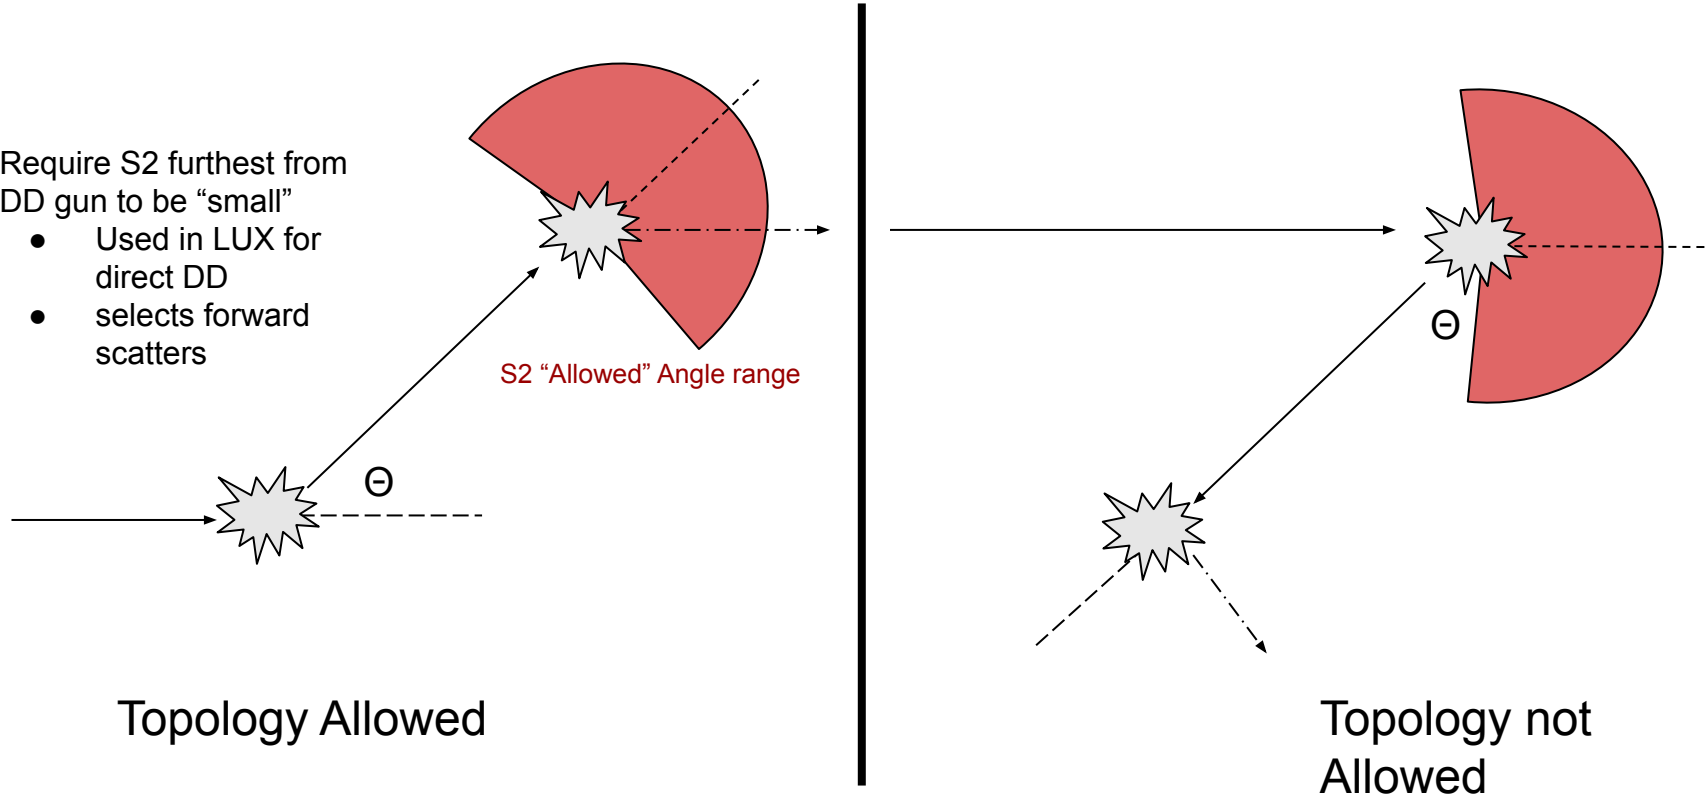 Require S2 furthest from
DD gun to be “small”
● Used in LUX for
direct DD
● selects forward
scatters
S2 “Allowed” Angle range
Θ
Topology Allowed
Θ
Topology not
Allowed